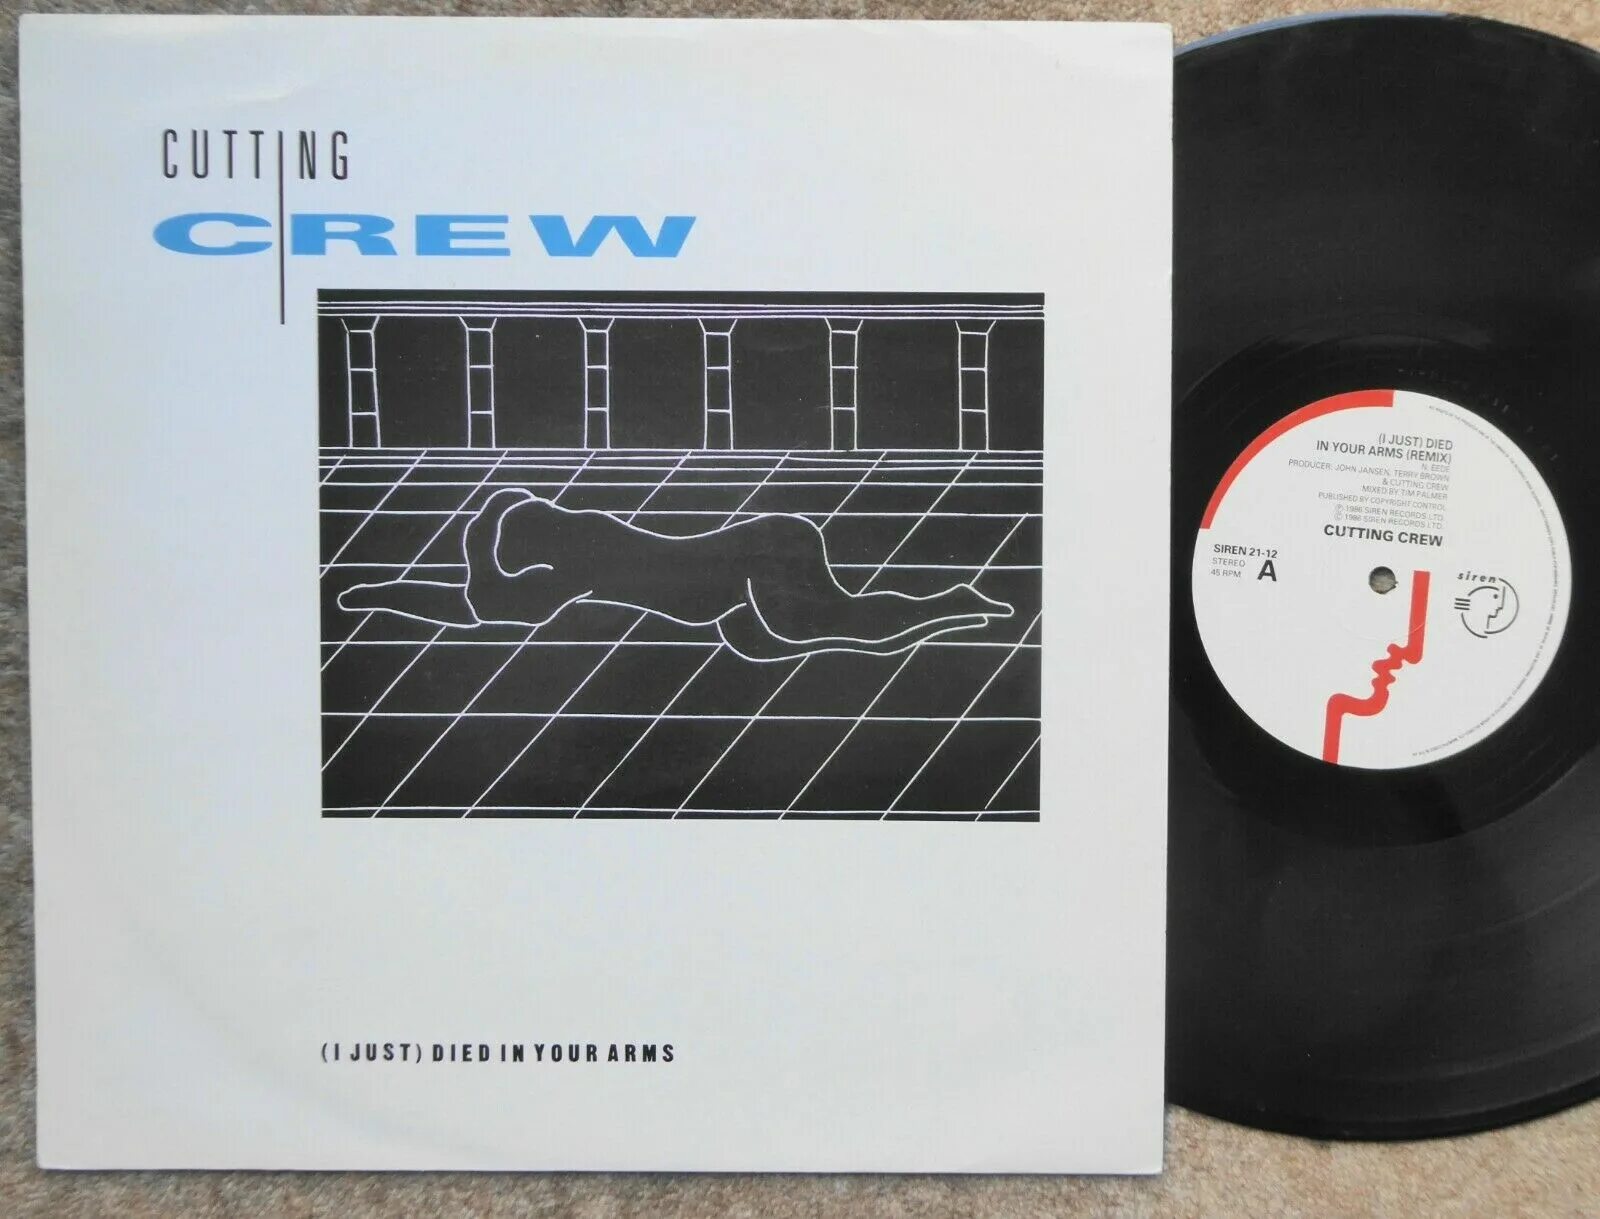 CUTTING
CREW
(I JUST) DIED IN YOUR ARMS
(I JUST) DIED
IN YOUR ARMS (REMIX)
N. EEDE
PRODUCER: JOHN JANSEN, TERRY BROWN
& CUTTING CREW
MIXED BY TIM PALMER
PUBLISHED BY COPYRIGHT CONTROL
Ⓟ 1986 SIREN RECORDS LTD.
© 1986 SIREN RECORDS LTD.
CUTTING CREW
SIREN 21-12
STEREO
45 RPM
A
siren